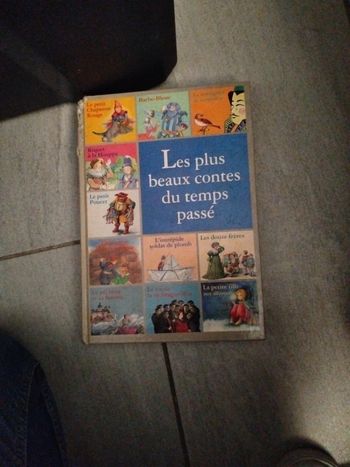 Le petit
Chaperon
Rouge
Barbe-Bleue
Riquet
à la Houppe
Le petit
Poucet
Les plus
beaux contes
du temps
passé
L'intrépide
soldat de plomb
Les douze frères
La petite fille
aux allumettes